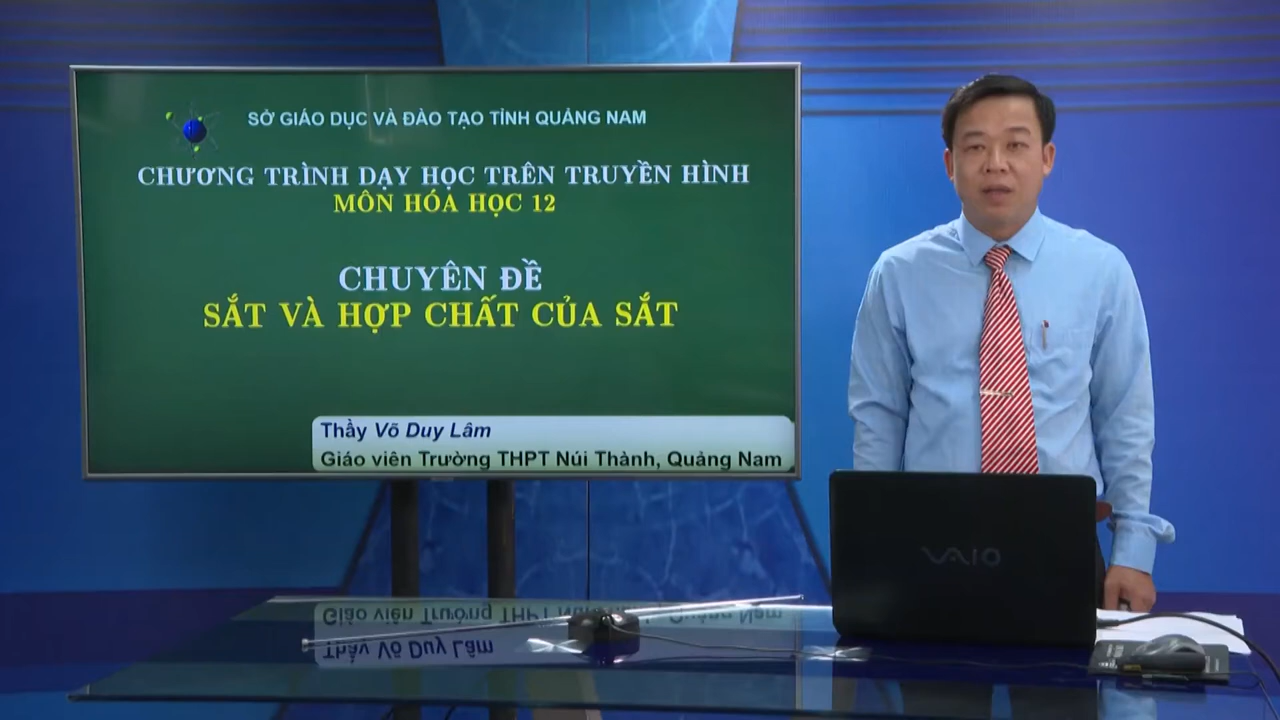 SỞ GIÁO DỤC VÀ ĐÀO TẠO TỈNH QUẢNG NAM
CHƯƠNG TRÌNH DẠY HỌC TRÊN TRUYỀN HÌNH
MÔN HÓA HỌC 12
CHUYÊN ĐỀ
SẮT VÀ HỢP CHẤT CỦA SẮT
Thầy Võ Duy Lâm
Giáo viên Trường THPT Núi Thành, Quảng Nam
VAIO